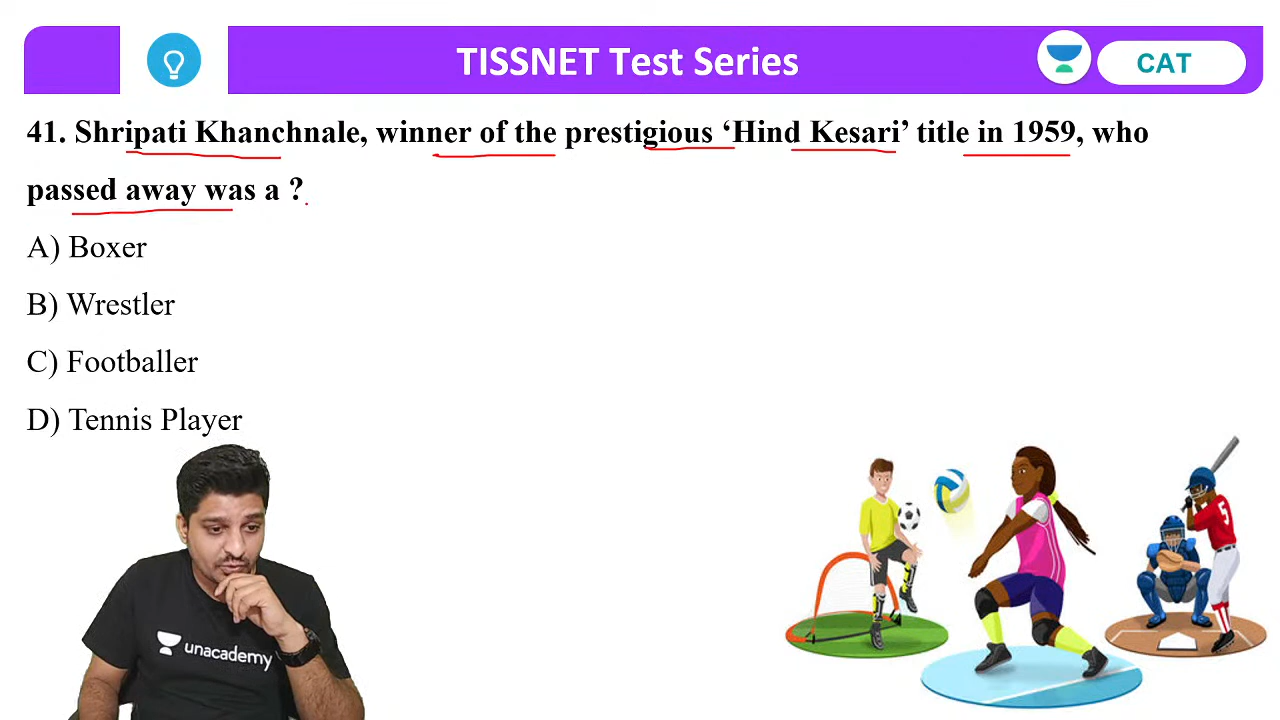 TISSNET Test Series
CAT
41. Shripati Khanchnale, winner of the prestigious ‘Hind Kesari’ title in 1959, who
passed away was a ?
A) Boxer
B) Wrestler
C) Footballer
D) Tennis Player
unacademy
5